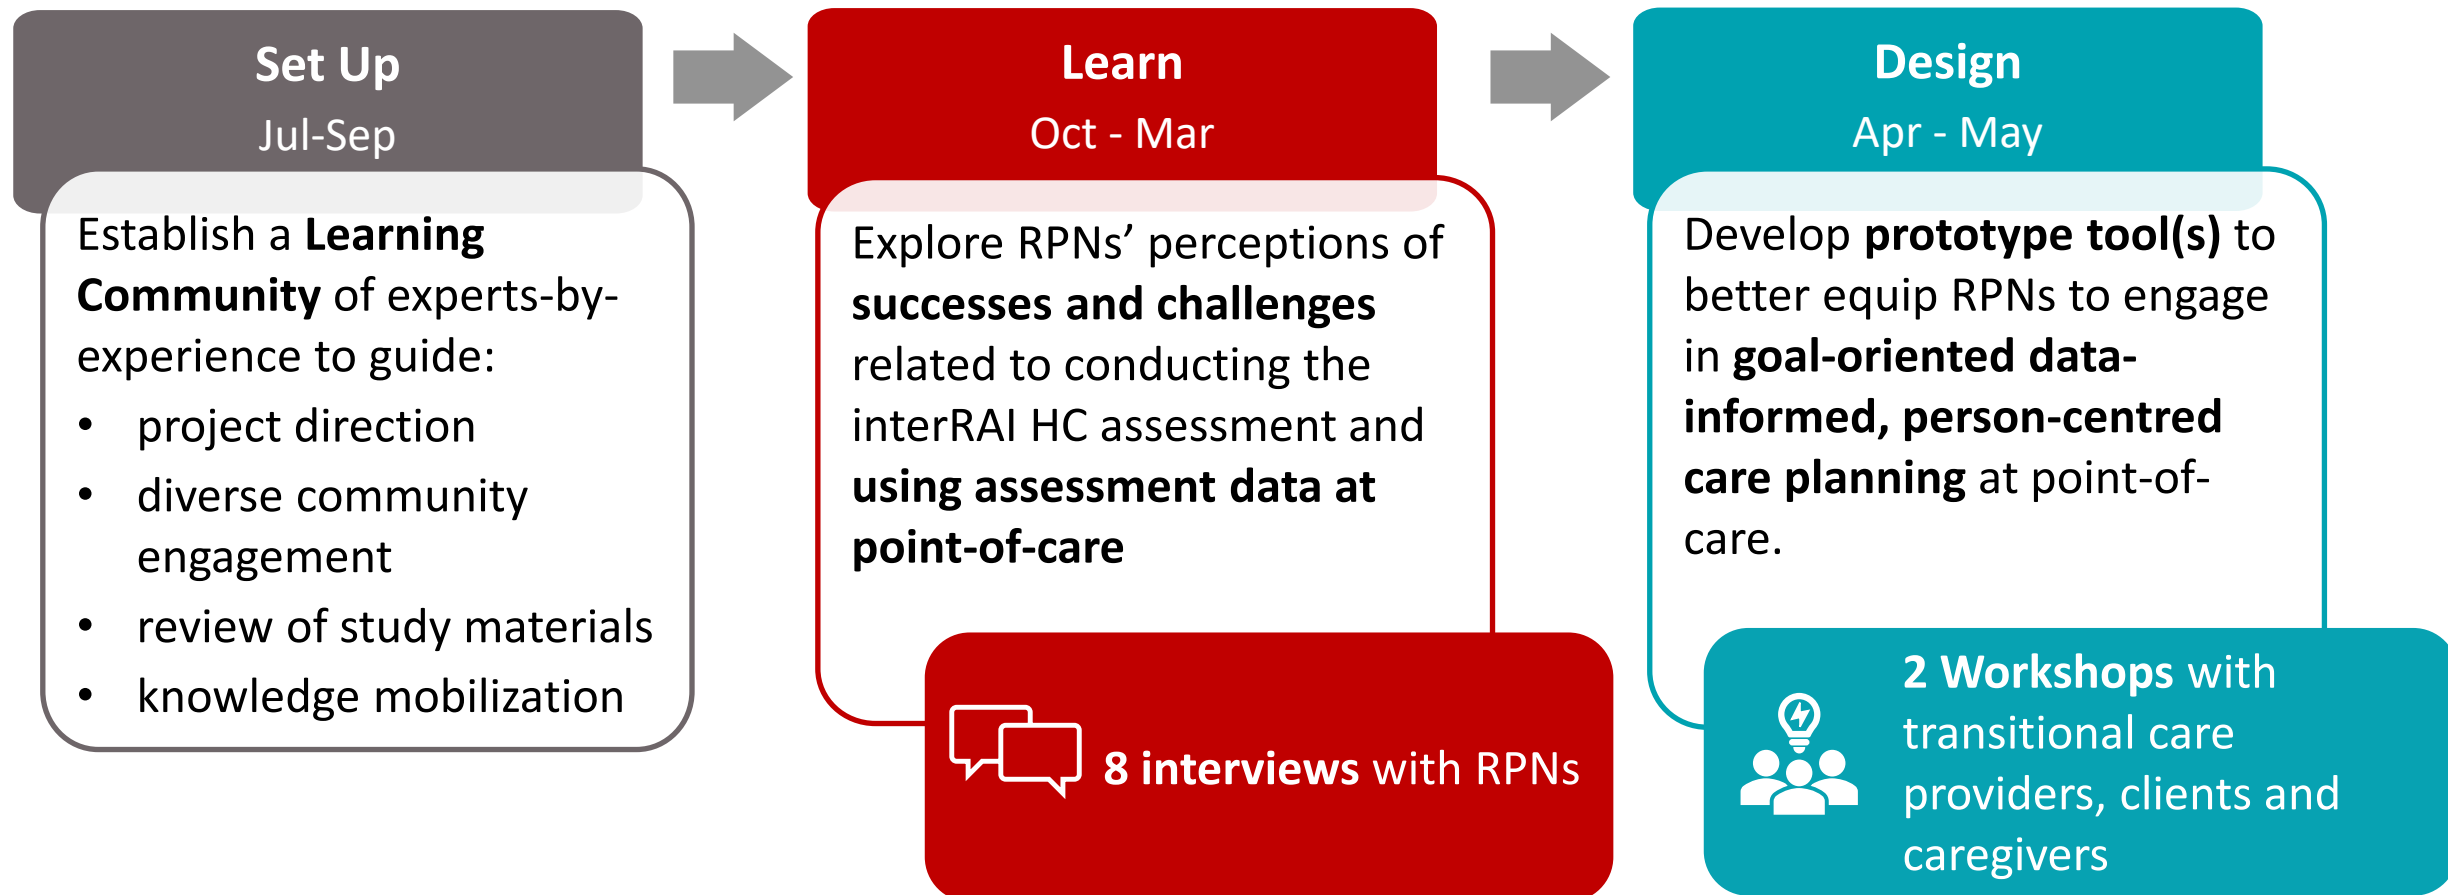 Set Up
Jul-Sep
Establish a Learning
Community of experts-by-
experience to guide:
• project direction
• diverse community
engagement
• review of study materials
• knowledge mobilization
Learn
Oct - Mar
Explore RPNs’ perceptions of
successes and challenges
related to conducting the
interRAI HC assessment and
using assessment data at
point-of-care
8 interviews with RPNs
Design
Apr - May
Develop prototype tool(s) to
better equip RPNs to engage
in goal-oriented data-
informed, person-centred
care planning at point-of-
care.
2 Workshops with
transitional care
providers, clients and
caregivers